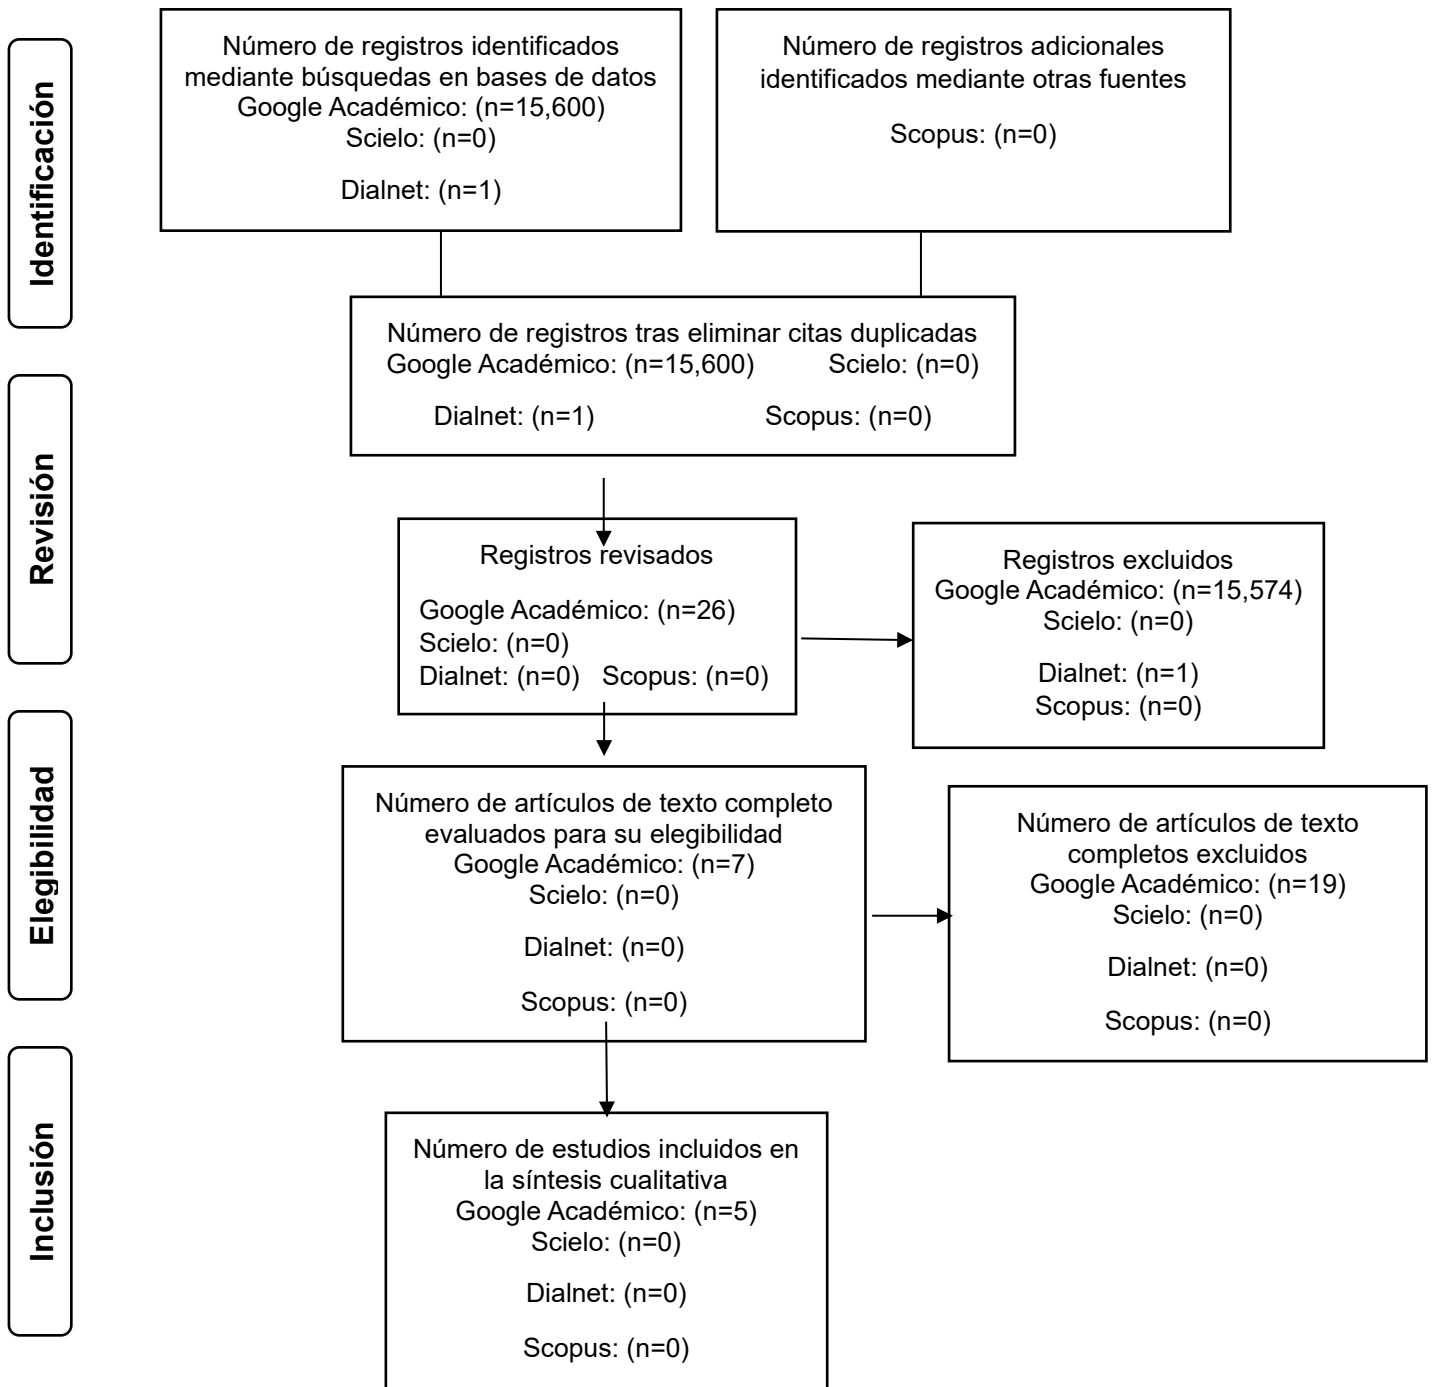 Identificación
Número de registros identificados
mediante búsquedas en bases de datos
Google Académico: (n=15,600)
Scielo: (n=0)
Dialnet: (n=1)
Número de registros adicionales
identificados mediante otras fuentes
Scopus: (n=0)
Número de registros tras eliminar citas duplicadas
Google Académico: (n=15,600) Scielo: (n=0)
Dialnet: (n=1) Scopus: (n=0)
Revisión
Registros revisados
Google Académico: (n=26)
Scielo: (n=0)
Dialnet: (n=0) Scopus: (n=0)
Registros excluidos
Google Académico: (n=15,574)
Scielo: (n=0)
Dialnet: (n=1)
Scopus: (n=0)
Elegibilidad
Número de artículos de texto completo
evaluados para su elegibilidad
Google Académico: (n=7)
Scielo: (n=0)
Dialnet: (n=0)
Scopus: (n=0)
Número de artículos de texto
completos excluidos
Google Académico: (n=19)
Scielo: (n=0)
Dialnet: (n=0)
Scopus: (n=0)
Inclusión
Número de estudios incluidos en
la síntesis cualitativa
Google Académico: (n=5)
Scielo: (n=0)
Dialnet: (n=0)
Scopus: (n=0)